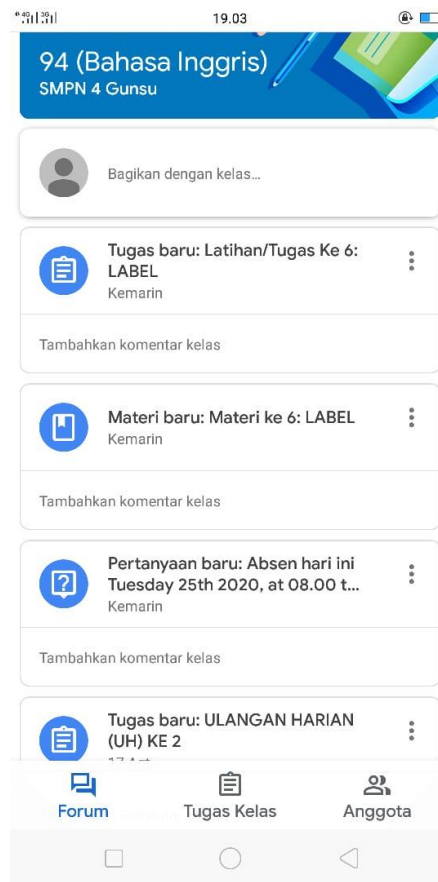 19.03
94 (Bahasa Inggris)
SMPN 4 Gunsu
Bagikan dengan kelas...
Tugas baru: Latihan/Tugas Ke 6:
LABEL
Kemarin
Tambahkan komentar kelas
Materi baru: Materi ke 6: LABEL
Kemarin
Tambahkan komentar kelas
Pertanyaan baru: Absen hari ini
Tuesday 25th 2020, at 08.00 t...
Kemarin
Tambahkan komentar kelas
Tugas baru: ULANGAN HARIAN
(UH) KE 2
Forum
Tugas Kelas
Anggota